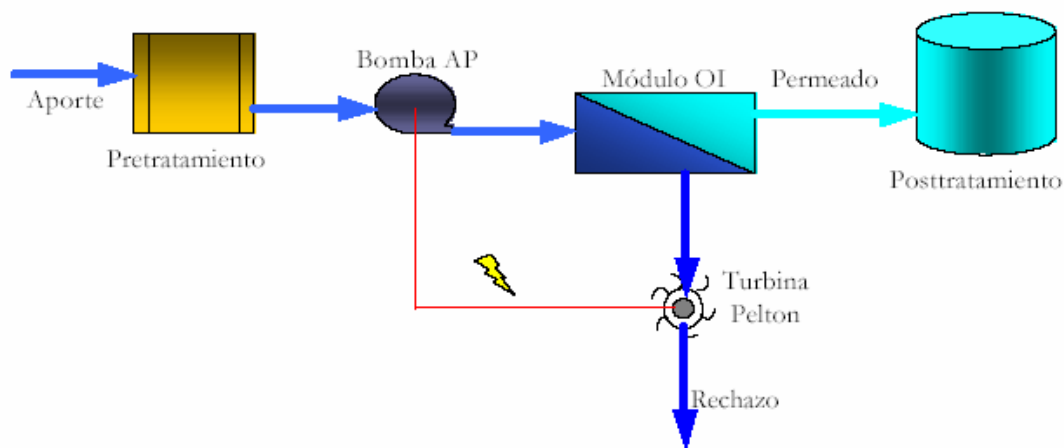 Aporte
Pretratamiento
Bomba AP
Módulo OI
Permeado
Posttratamiento
Turbina
Pelton
Rechazo